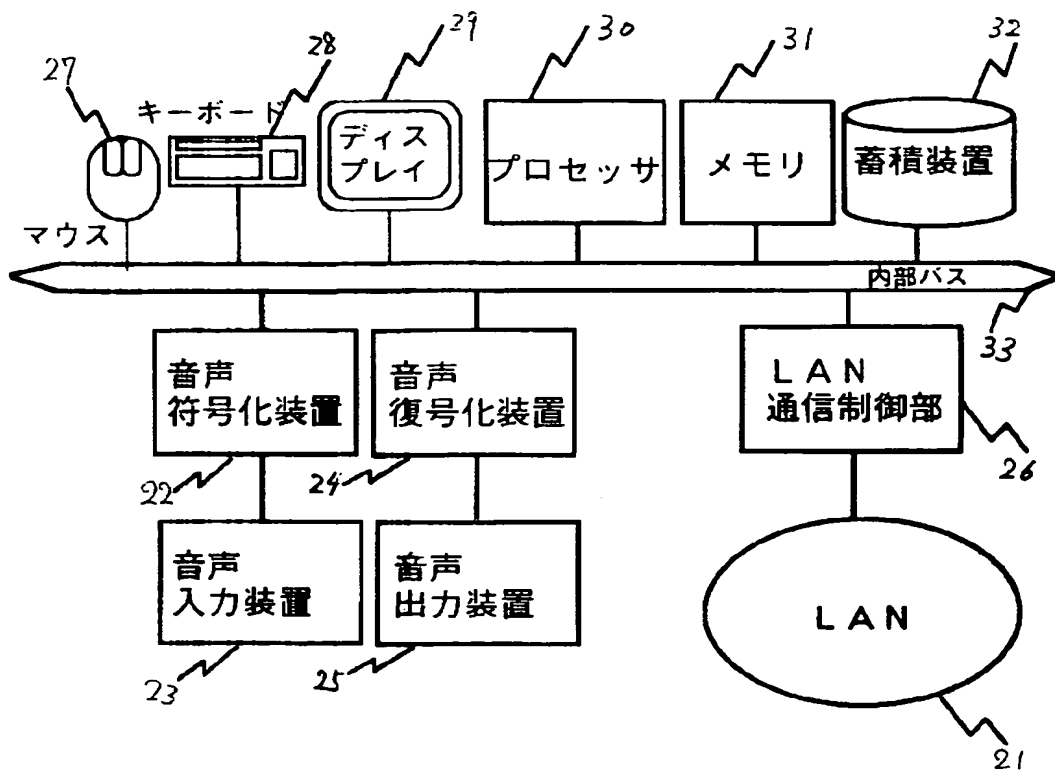 29
30
31
32
27
28
キーボード
ディス
プレイ
プロセッサ
メモリ
蓄積装置
マウス
内部バス
33
音声
符号化装置
音声
復号化装置
LAN
通信制御部
22
24
26
音声
入力装置
音声
出力装置
LAN
23
25
21